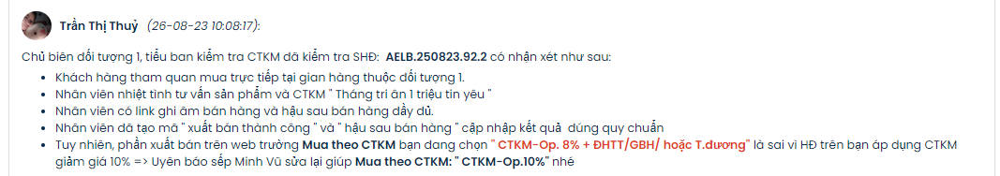 Trần Thị Thuỷ (26-08-23 10:08:17):
Chủ biên đối tượng 1, tiểu ban kiểm tra CTKM đã kiểm tra SHĐ: AELB.250823.92.2 có nhận xét như sau:
• Khách hàng tham quan mua trực tiếp tại gian hàng thuộc đối tượng 1.
• Nhân viên nhiệt tình tư vấn sản phẩm và CTKM " Tháng tri ân 1 triệu tin yêu "
• Nhân viên có link ghi âm bán hàng và hậu sau bán hàng đầy đủ.
• Nhân viên đã tạo mã " xuất bán thành công " và " hậu sau bán hàng " cập nhập kết quả đúng quy chuẩn
• Tuy nhiên, phần xuất bán trên web trường Mua theo CTKM bạn đang chọn " CTKM-Op. 8% + ĐHTT/GBH/ hoặc T.đương" là sai vì HĐ trên bạn áp dụng CTKM
giảm giá 10% => Uyên báo sếp Minh Vũ sửa lại giúp Mua theo CTKM: " CTKM-Op.10%" nhé